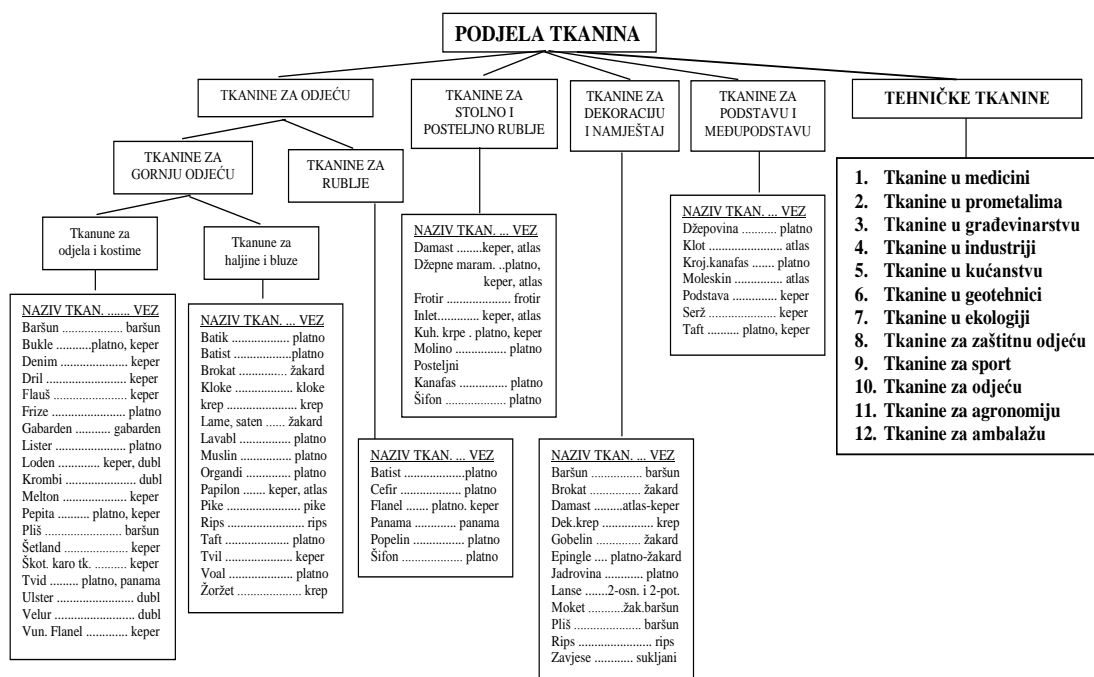 PODJELA TKANINA
TKANINE ZA ODJEĆU
TKANINE ZA
STOLNO I
POSTELJNO RUBLJE
TKANINE ZA
DEKORACIJU
I NAMJEŠTAJ
TKANINE ZA
PODSTAVU I
MEĐUPODSTAVU
TEHNIČKE TKANINE
TKANINE ZA
GORNJU ODJEĆU
TKANINE ZA
RUBLJE
Tkanune za
odjela i kostime
Tkanune za
haljine i bluze
NAZIV TKAN. ....... VEZ
Baršun .................. baršun
Bukle ...........platno, keper
Denim .................... keper
Dril ......................... keper
Flauš ....................... keper
Frize ....................... platno
Gabarden ........... gabarden
Lister ..................... platno
Loden ............. keper, dubl
Krombi ..................... dubl
Melton .................... keper
Pepita ............ platno, keper
Pliš ........................ baršun
Šetland ................... keper
Škot. karo tk. .......... keper
Tvid ......... platno, panama
Ulster ........................ dubl
Velur ......................... dubl
Vun. Flanel ............. keper
NAZIV TKAN. ... VEZ
Batik .................. platno
Batist ..................platno
Brokat ............... žakard
Kloke .................. kloke
krep ...................... krep
Lame, saten ...... žakard
Lavabl ................ platno
Muslin ................ platno
Organdi .............. platno
Papilon ....... keper, atlas
Pike ...................... pike
Rips ....................... rips
Taft ..................... platno
Tvil ...................... keper
Voal .................... platno
Žoržet .................... krep
NAZIV TKAN. ... VEZ
Batist ...................platno
Cefir ................... platno
Flanel ...... platno. keper
Panama ............. panama
Popelin ............... platno
Šifon ................... platno
NAZIV TKAN. ... VEZ
Damast ........keper, atlas
Džepne maram. ..platno,
keper, atlas
Frotir .................... frotir
Inlet................keper, atlas
Kuh. krpe . platno, keper
Molino ................ platno
Posteljni
Kanafas ............... platno
Šifon ................... platno
NAZIV TKAN. ... VEZ
Baršun ................ baršun
Brokat ................ žakard
Damast .........atlas-keper
Dek.krep................. krep
Gobelin .............. žakard
Epingle .... platno-žakard
Jadrovina ............ platno
Lanse .......2-osn. i 2-pot.
Moket ........ žak.baršun
Pliš ..................... baršun
Rips ....................... rips
Zavjese ............ sukljani
NAZIV TKAN. ... VEZ
Džepovina ........... platno
Klot ....................... atlas
Kroj.kanafas ....... platno
Moleskin ............... atlas
Podstava ............... keper
Serž ...................... keper
Taft .......... platno, keper
1. Tkanine u medicini
2. Tkanine u prometalima
3. Tkanine u građevinarstvu
4. Tkanine u industriji
5. Tkanine u kućanstvu
6. Tkanine u geotehnici
7. Tkanine u ekologiji
8. Tkanine za zaštitnu odjeću
9. Tkanine za sport
10. Tkanine za odjeću
11. Tkanine za agronomiju
12. Tkanine za ambalažu